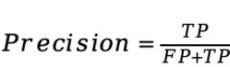 Precision = TP / FP+TP